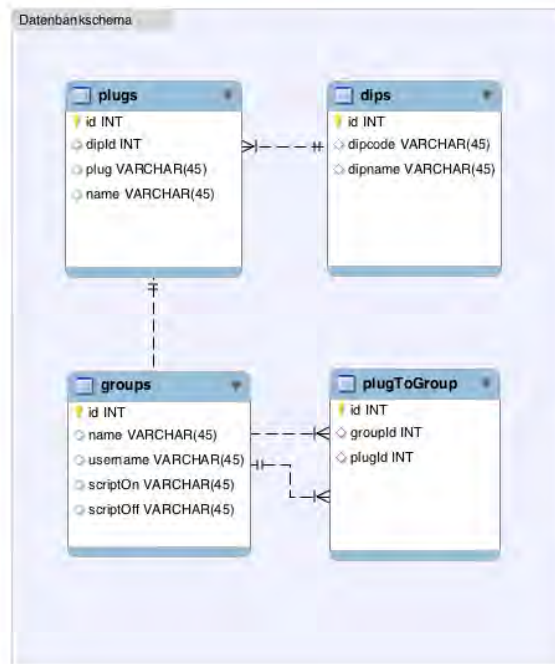 Datenbankschema
plugs
id INT
dipId INT
plug VARCHAR(45)
name VARCHAR(45)
dips
id INT
dipcode VARCHAR(45)
dipname VARCHAR(45)
groups
id INT
name VARCHAR(45)
username VARCHAR(45)
scriptOn VARCHAR(45)
scriptOff VARCHAR(45)
plugToGroup
id INT
groupId INT
plugId INT